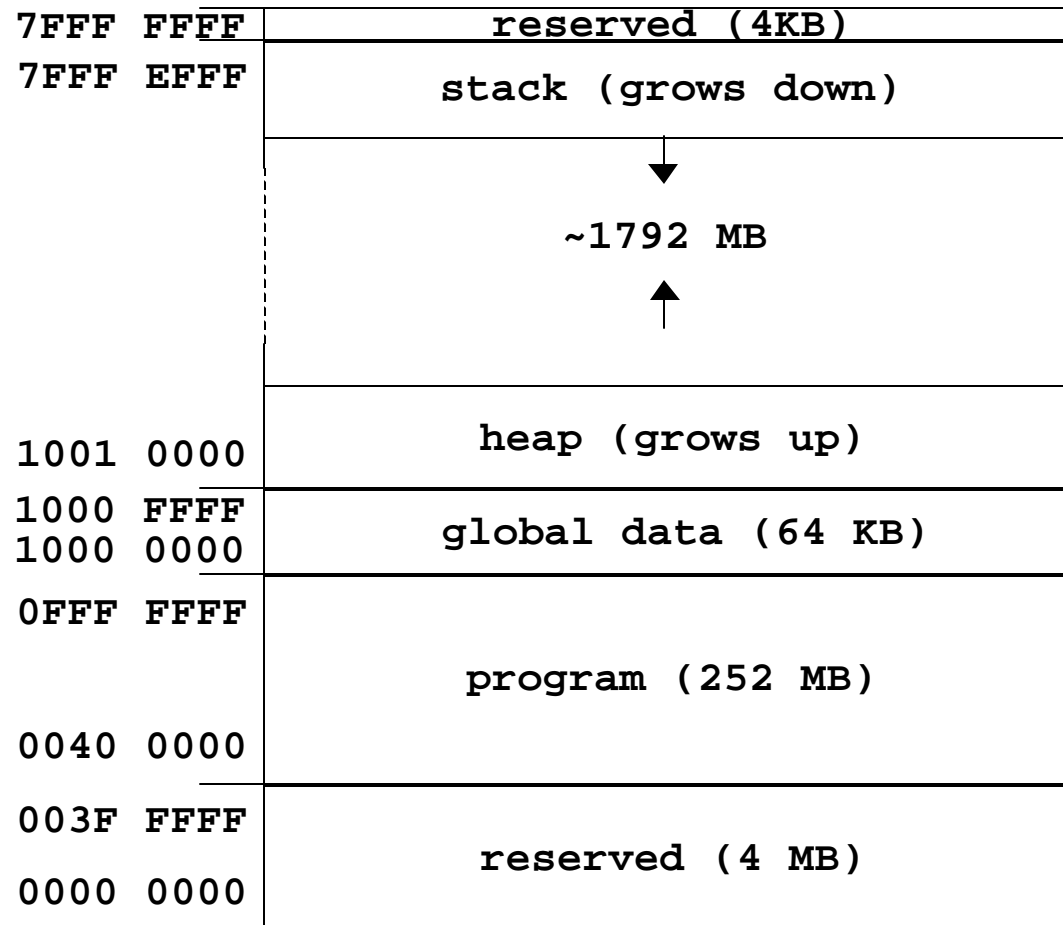 7FFF FFFF reserved (4KB)
7FFF EFFF stack (grows down)
~1792 MB
heap (grows up)
1001 0000
1000 FFFF
global data (64 KB)
1000 0000
0FFF FFFF
program (252 MB)
0040 0000
003F FFFF
reserved (4 MB)
0000 0000